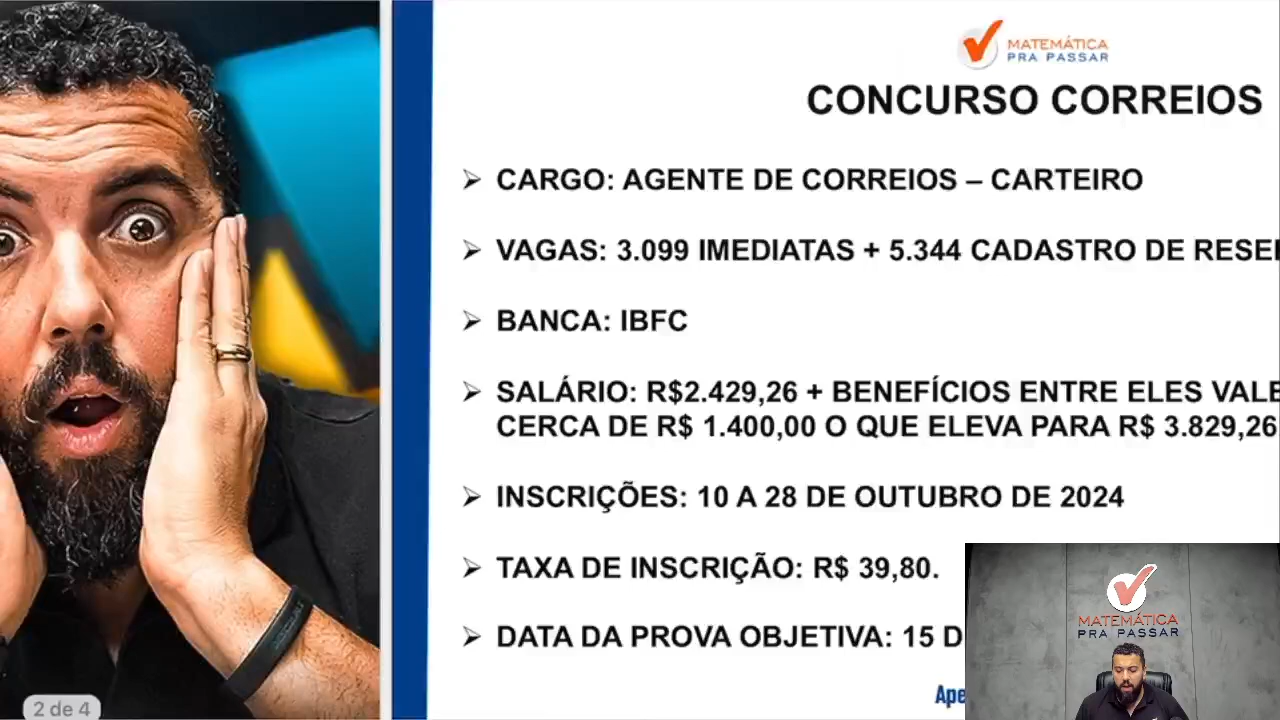 MATEMÁTICA
PRA PASSAR
CONCURSO CORREIOS
CARGO: AGENTE DE CORREIOS – CARTEIRO
VAGAS: 3.099 IMEDIATAS + 5.344 CADASTRO DE RESE
BANCA: IBFC
SALÁRIO: R$2.429,26 + BENEFÍCIOS ENTRE ELES VALE
CERCA DE R$ 1.400,00 O QUE ELEVA PARA R$ 3.829,26
INSCRIÇÕES: 10 A 28 DE OUTUBRO DE 2024
TAXA DE INSCRIÇÃO: R$ 39,80.
DATA DA PROVA OBJETIVA: 15 D
MATEMÁTICA
PRA PASSAR
Ape
2 de 4